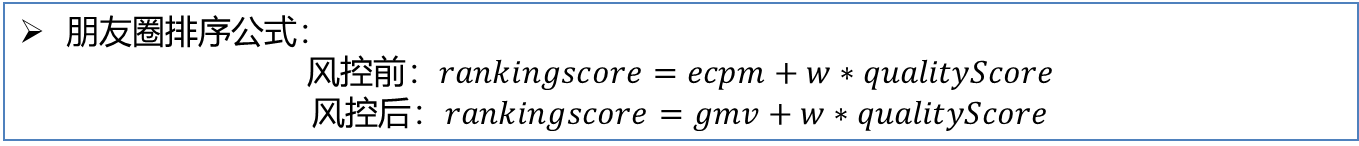 ➢ 朋友圈排序公式：
风控前：rankingscore = ecpm + w ∗ qualityScore
风控后：rankingscore = gmv + w ∗ qualityScore